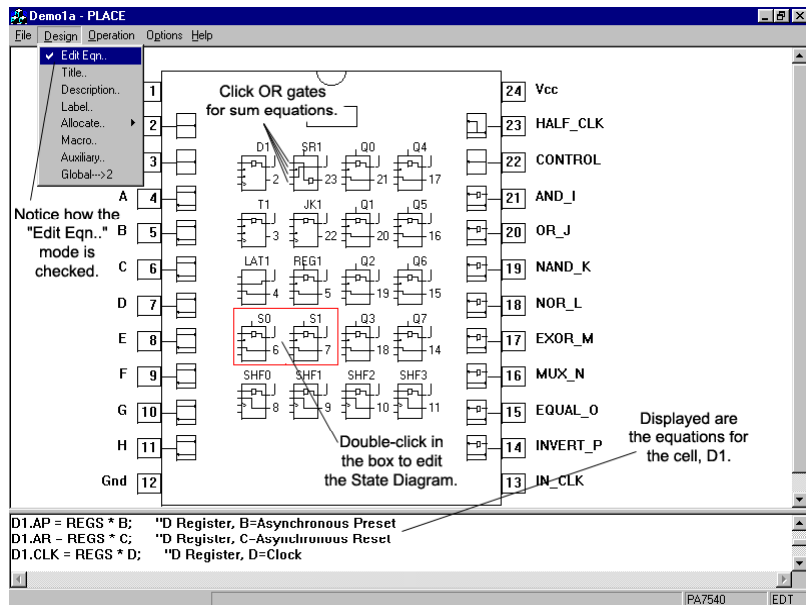 Demo1a - PLACE
File Design Operation Options Help
Edit Eqn..
Title..
Description..
Label..
Allocate..
Macro..
Auxiliary..
Global--->2
Click OR gates
for sum equations.
Notice how the
"Edit Eqn.."
mode is
checked.
1
2
3
A 4
B 5
C 6
D 7
E 8
F 9
G 10
H 11
Gnd 12
24 Vcc
23 HALF_CLK
22 CONTROL
21 AND_I
20 OR_J
19 NAND_K
18 NOR_L
17 EXOR_M
16 MUX_N
15 EQUAL_O
14 INVERT_P
13 IN_CLK
D1 SR1 Q0 Q4
2 23 21 17
T1 JK1 Q1 Q5
3 22 20 16
LAT1 REG1 Q2 Q6
4 5 19 15
S0 S1 Q3 Q7
6 7 18 14
SHF0 SHF1 SHF2 SHF3
8 9 10 11
Double-click in
the box to edit
the State Diagram.
Displayed are
the equations for
the cell, D1.
D1.AP = REGS * B; "D Register, B=Asynchronous Preset
D1.AR = REGS * C; "D Register, C=Asynchronous Reset
D1.CLK = REGS * D; "D Register, D=Clock
PA7540 EDT